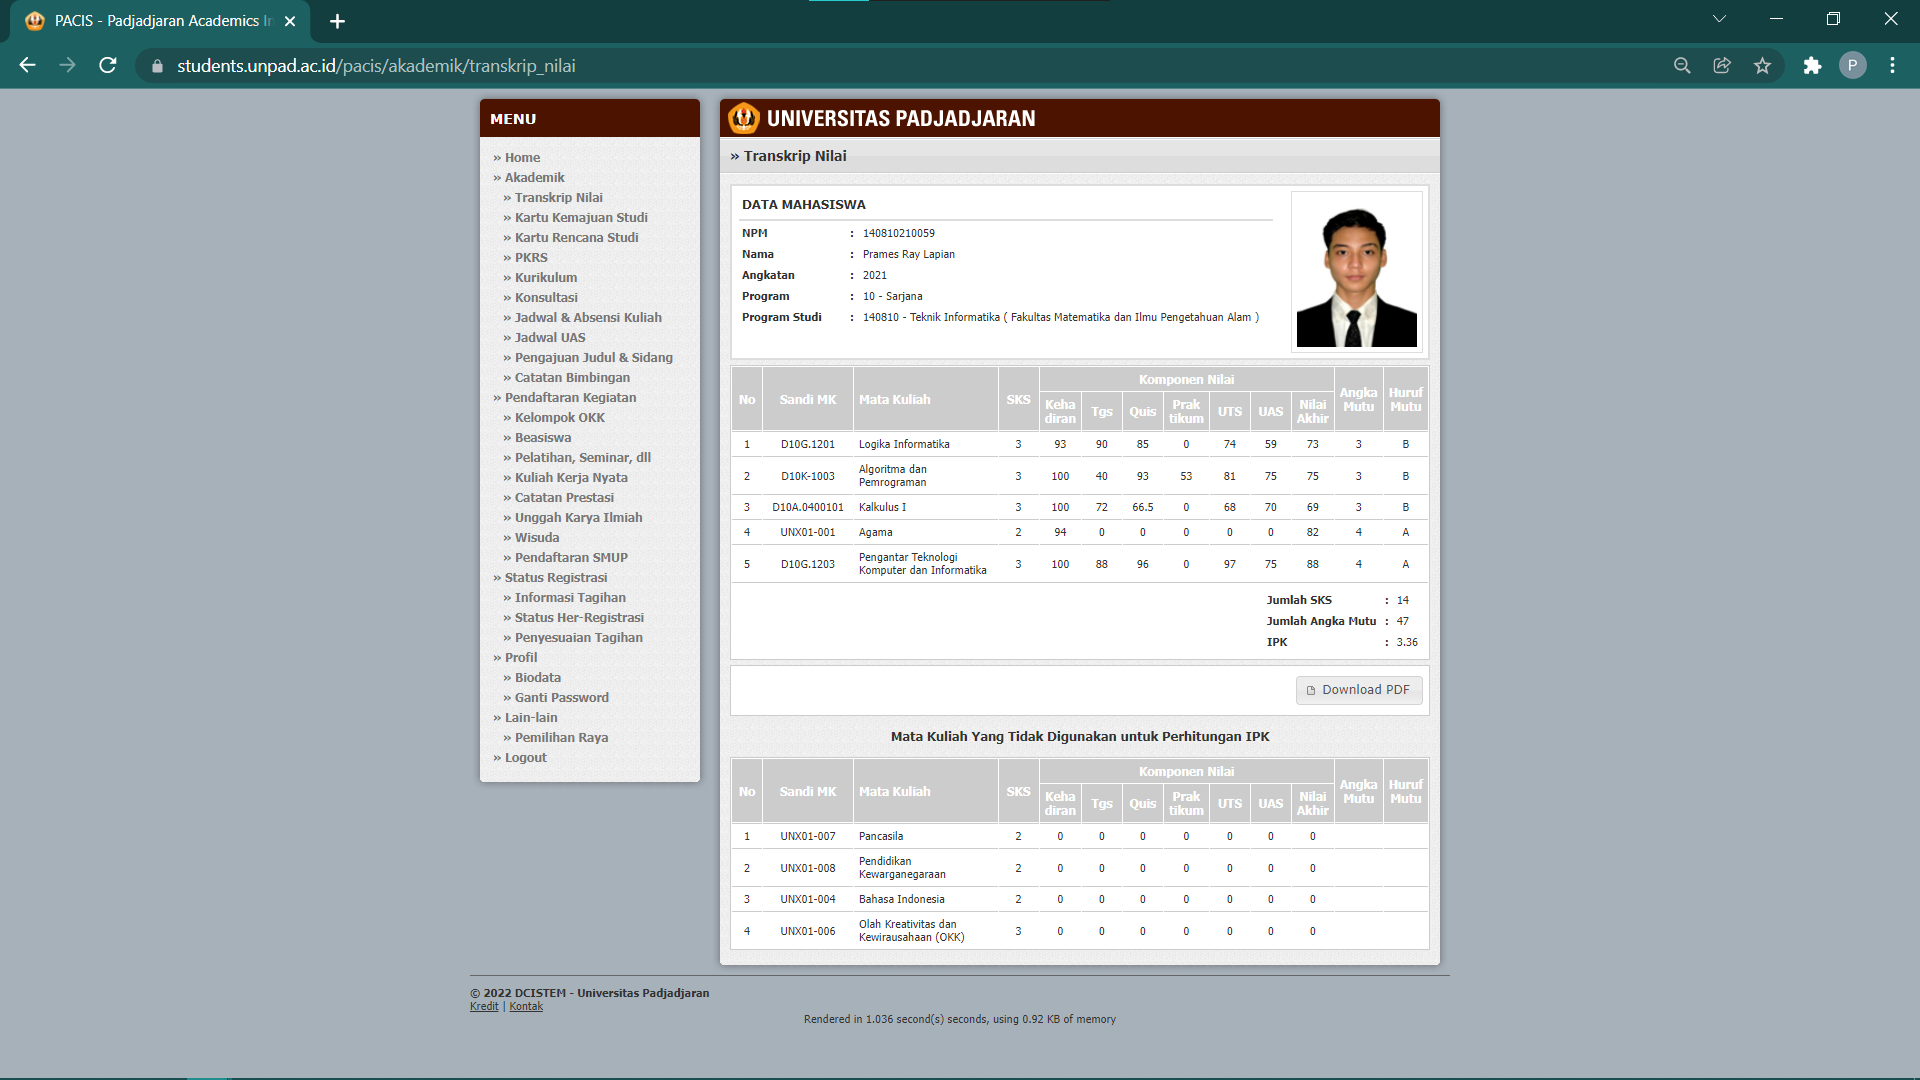 PACIS - Padjadjaran Academics In
students.unpad.ac.id/pacis/akademik/transkrip_nilai
P
MENU
» Home
» Akademik
» Transkrip Nilai
» Kartu Kemajuan Studi
» Kartu Rencana Studi
» PKRS
» Kurikulum
» Konsultasi
» Jadwal & Absensi Kuliah
» Jadwal UAS
» Pengajuan Judul & Sidang
» Catatan Bimbingan
» Pendaftaran Kegiatan
» Kelompok OKK
» Beasiswa
» Pelatihan, Seminar, dll
» Kuliah Kerja Nyata
» Catatan Prestasi
» Unggah Karya Ilmiah
» Wisuda
» Pendaftaran SMUP
» Status Registrasi
» Informasi Tagihan
» Status Her-Registrasi
» Penyesuaian Tagihan
» Profil
» Biodata
» Ganti Password
» Lain-lain
» Pemilihan Raya
» Logout
UNIVERSITAS PADJADJARAN
» Transkrip Nilai
DATA MAHASISWA
NPM : 140810210059
Nama : Prames Ray Lapian
Angkatan : 2021
Program : 10 - Sarjana
Program Studi : 140810 - Teknik Informatika ( Fakultas Matematika dan Ilmu Pengetahuan Alam )
Komponen Nilai
No Sandi MK Mata Kuliah SKS Keha diran Tgs Quis Prak tikum UTS UAS Nilai Akhir Angka Mutu Huruf Mutu
1 D10G.1201 Logika Informatika 3 93 90 85 0 74 59 73 3 B
2 D10K-1003 Algoritma dan Pemrograman 3 100 40 93 53 81 75 75 3 B
3 D10A.0400101 Kalkulus I 3 100 72 66.5 0 68 70 69 3 B
4 UNX01-001 Agama 2 94 0 0 0 0 0 82 4 A
5 D10G.1203 Pengantar Teknologi Komputer dan Informatika 3 100 88 96 0 97 75 88 4 A
Jumlah SKS : 14
Jumlah Angka Mutu : 47
IPK : 3.36
Download PDF
Mata Kuliah Yang Tidak Digunakan untuk Perhitungan IPK
Komponen Nilai
No Sandi MK Mata Kuliah SKS Keha diran Tgs Quis Prak tikum UTS UAS Nilai Akhir Angka Mutu Huruf Mutu
1 UNX01-007 Pancasila 2 0 0 0 0 0 0 0
2 UNX01-008 Pendidikan Kewarganegaraan 2 0 0 0 0 0 0 0
3 UNX01-004 Bahasa Indonesia 2 0 0 0 0 0 0 0
4 UNX01-006 Olah Kreativitas dan Kewirausahaan (OKK) 3 0 0 0 0 0 0 0
© 2022 DCISTEM - Universitas Padjadjaran
Kredit | Kontak
Rendered in 1.036 second(s) seconds, using 0.92 KB of memory